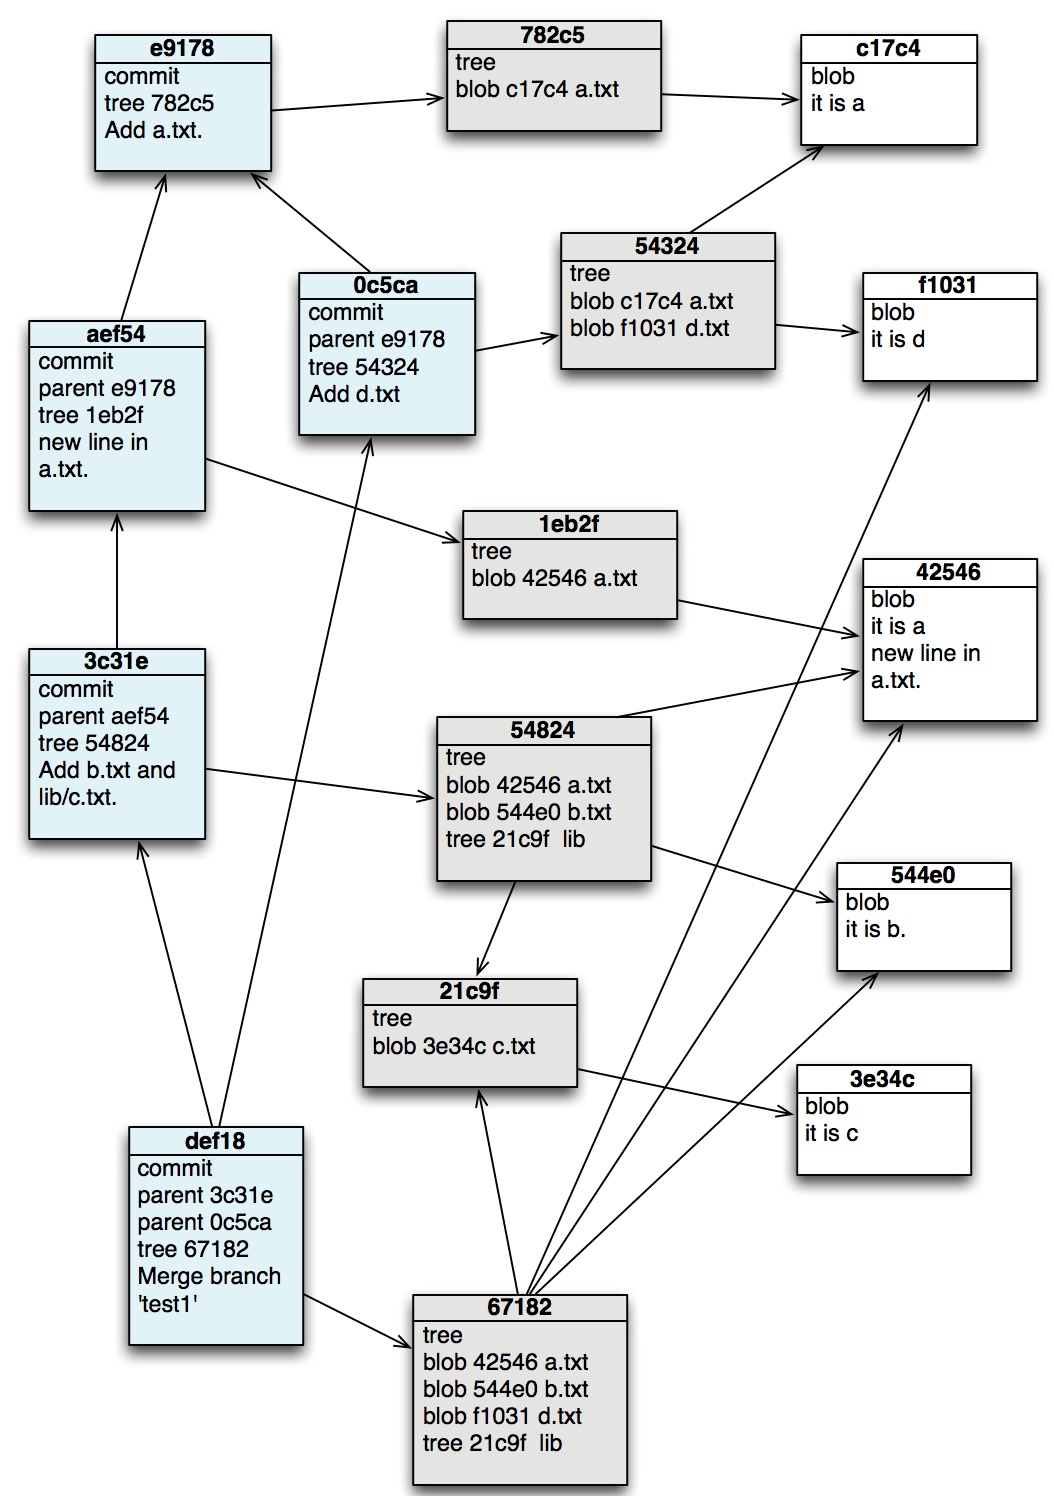 e9178
commit
tree 782c5
Add a.txt.
782c5
tree
blob c17c4 a.txt
c17c4
blob
it is a
54324
tree
blob c17c4 a.txt
blob f1031 d.txt
0c5ca
commit
parent e9178
tree 54324
Add d.txt
f1031
blob
it is d
aef54
commit
parent e9178
tree 1eb2f
new line in
a.txt.
1eb2f
tree
blob 42546 a.txt
42546
blob
it is a
new line in
a.txt.
3c31e
commit
parent aef54
tree 54824
Add b.txt and
lib/c.txt.
54824
tree
blob 42546 a.txt
blob 544e0 b.txt
tree 21c9f  lib
544e0
blob
it is b.
21c9f
tree
blob 3e34c c.txt
3e34c
blob
it is c
def18
commit
parent 3c31e
parent 0c5ca
tree 67182
Merge branch
'test1'
67182
tree
blob 42546 a.txt
blob 544e0 b.txt
blob f1031 d.txt
tree 21c9f  lib